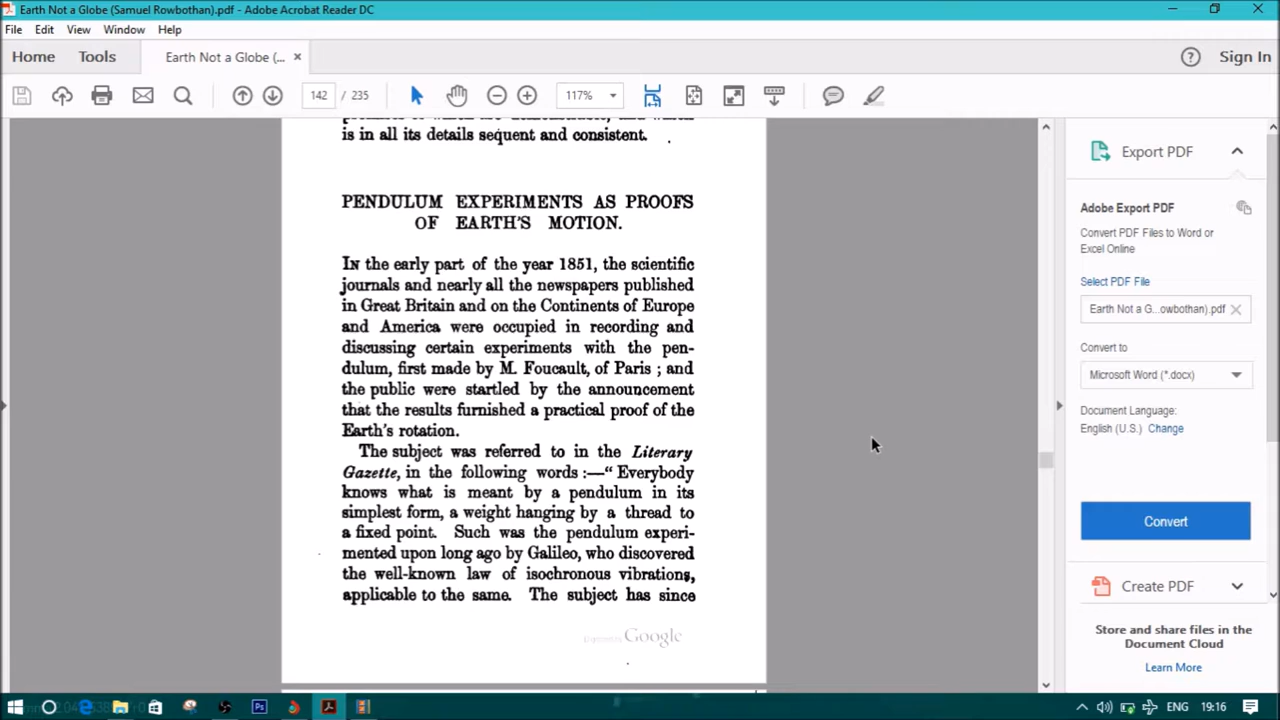 Earth Not a Globe (Samuel Rowbothan).pdf - Adobe Acrobat Reader DC
File Edit View Window Help
Home Tools Earth Not a Globe (... × Sign In
142 / 235 117%
is in all its details sequent and consistent.
PENDULUM EXPERIMENTS AS PROOFS
OF EARTH'S MOTION.
In the early part of the year 1851, the scientific
journals and nearly all the newspapers published
in Great Britain and on the Continents of Europe
and America were occupied in recording and
discussing certain experiments with the pen-
dulum, first made by M. Foucault, of Paris ; and
the public were startled by the announcement
that the results furnished a practical proof of the
Earth's rotation.
The subject was referred to in the Literary
Gazette, in the following words :—" Everybody
knows what is meant by a pendulum in its
simplest form, a weight hanging by a thread to
a fixed point. Such was the pendulum experi-
mented upon long ago by Galileo, who discovered
the well-known law of isochronous vibrations,
applicable to the same. The subject has since
Google
Export PDF
Adobe Export PDF
Convert PDF Files to Word or
Excel Online
Select PDF File
Earth Not a G...owbothan).pdf
Convert to
Microsoft Word (*.docx)
Document Language:
English (U.S.) Change
Convert
Create PDF
Store and share files in the
Document Cloud
Learn More
ENG 19:16